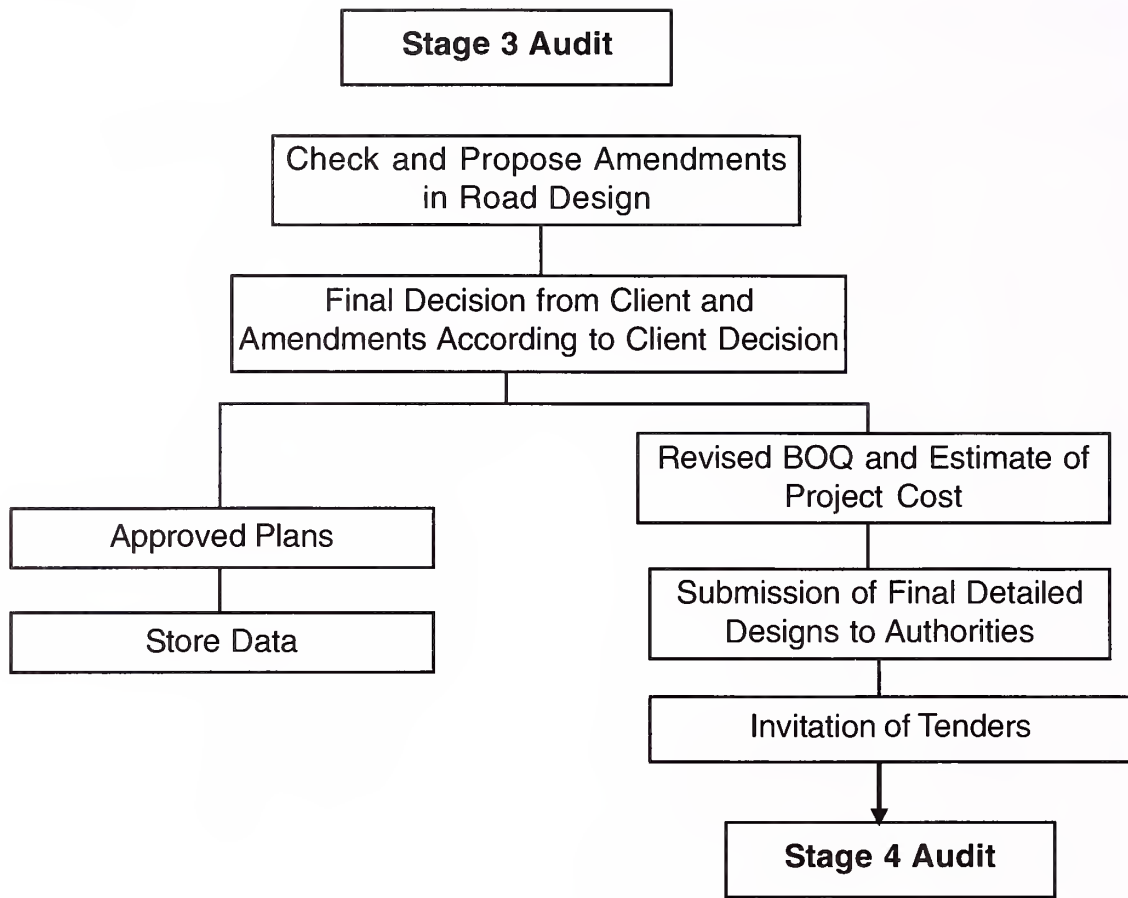 Stage 3 Audit
Check and Propose Amendments
in Road Design
Final Decision from Client and
Amendments According to Client Decision
Revised BOQ and Estimate of
Project Cost
Approved Plans
Submission of Final Detailed
Designs to Authorities
Store Data
Invitation of Tenders
Stage 4 Audit